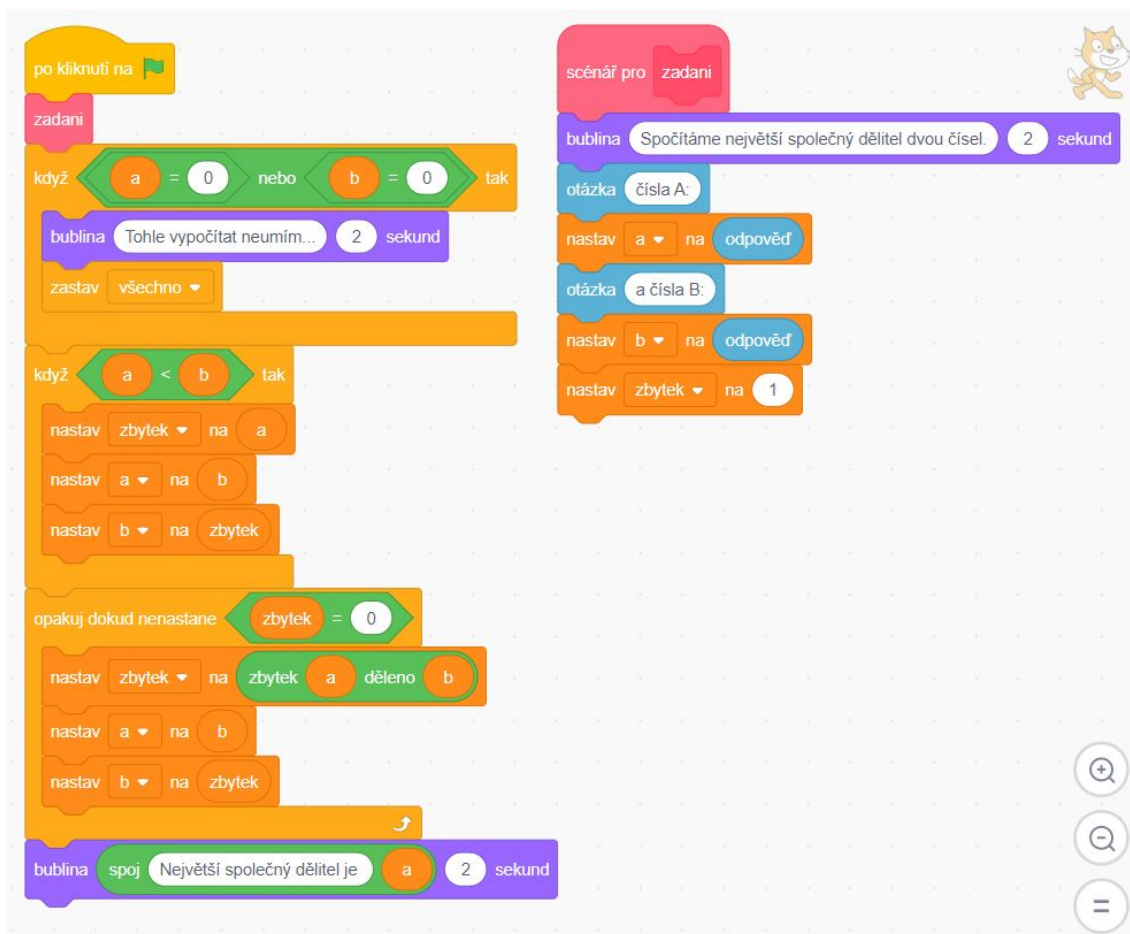 po kliknutí na
zadani
když a = 0 nebo b = 0 tak
bublina Tohle vypočítat neumím... 2 sekund
zastav všechno
když a < b tak
nastav zbytek na a
nastav a na b
nastav b na zbytek
opakuj dokud nenastane zbytek = 0
nastav zbytek na zbytek a děleno b
nastav a na b
nastav b na zbytek
bublina spoj Největší společný dělitel je a 2 sekund
scénář pro zadani
bublina Spočítáme největší společný dělitel dvou čísel. 2 sekund
otázka čísla A:
nastav a na odpověď
otázka a čísla B:
nastav b na odpověď
nastav zbytek na 1